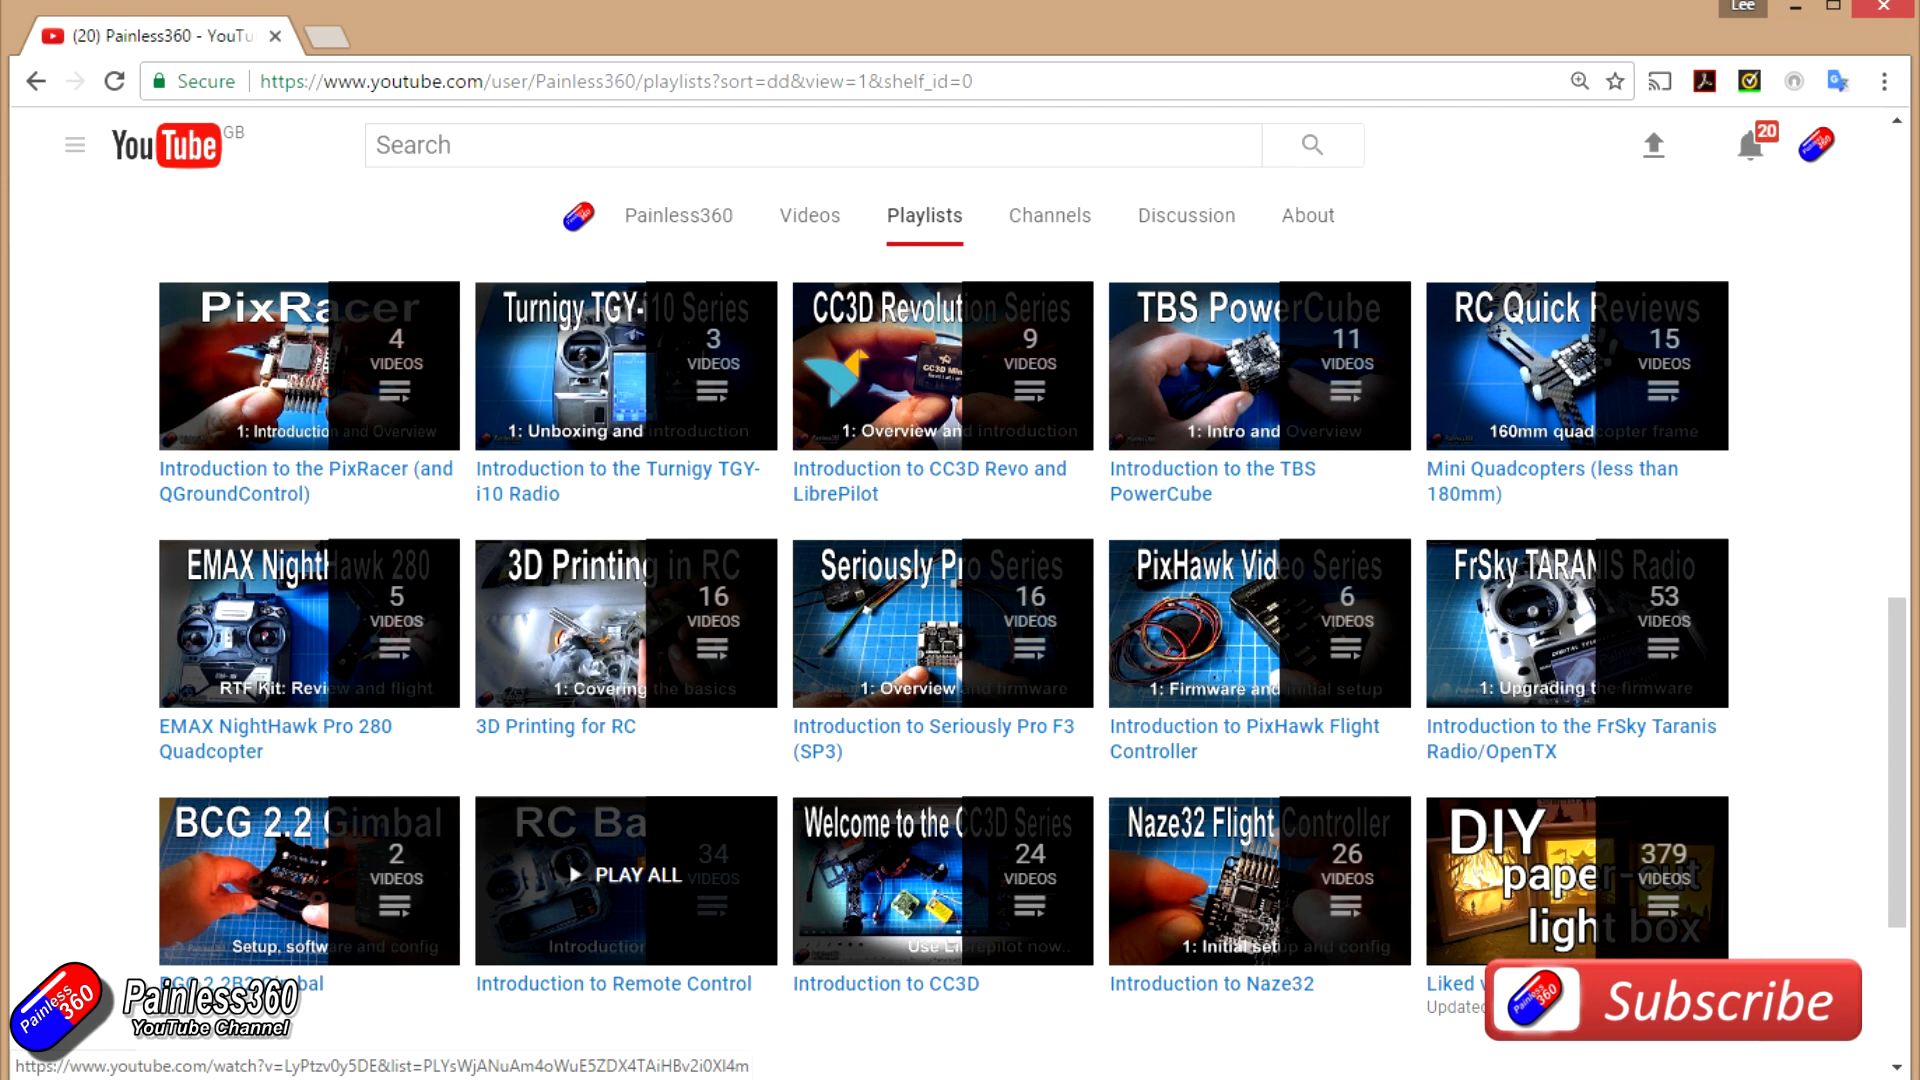 Lee
(20) Painless360 - YouTu
Secure https://www.youtube.com/user/Painless360/playlists?sort=dd&view=1&shelf_id=0
YouTube GB
Search
20
Painless360 Videos Playlists Channels Discussion About
PixRacer
4
VIDEOS
1: Introduction and Overview
Introduction to the PixRacer (and
QGroundControl)
Turnigy TGY-i10 Series
3
VIDEOS
1: Unboxing and introduction
Introduction to the Turnigy TGY-
i10 Radio
CC3D Revolution Series
9
VIDEOS
1: Overview and introduction
Introduction to CC3D Revo and
LibrePilot
TBS PowerCube
11
VIDEOS
1: Intro and Overview
Introduction to the TBS
PowerCube
RC Quick Reviews
15
VIDEOS
160mm quadcopter frame
Mini Quadcopters (less than
180mm)
EMAX NightHawk 280
5
VIDEOS
RTF Kit: Review and flight
EMAX NightHawk Pro 280
Quadcopter
3D Printing in RC
16
VIDEOS
1: Covering the basics
3D Printing for RC
Seriously Pro Series
16
VIDEOS
1: Overview and firmware
Introduction to Seriously Pro F3
(SP3)
PixHawk Video Series
6
VIDEOS
1: Firmware and initial setup
Introduction to PixHawk Flight
Controller
FrSky TARANIS Radio
53
VIDEOS
1: Upgrading the firmware
Introduction to the FrSky Taranis
Radio/OpenTX
BCG 2.2 Gimbal
2
VIDEOS
Setup, software and config
RC Ba
34
VIDEOS
PLAY ALL
Introduction
Introduction to Remote Control
Welcome to the CC3D Series
24
VIDEOS
Use Librepilot now..
Introduction to CC3D
Naze32 Flight Controller
26
VIDEOS
1: Initial setup and config
Introduction to Naze32
DIY
paper-cut
light box
379
VIDEOS
Liked
Updated
Painless360
Painless360
YouTube Channel
Subscribe
https://www.youtube.com/watch?v=LyPtzv0y5DE&list=PLYsWjANuAm4oWuE5ZDX4TAiHBv2i0Xl4m